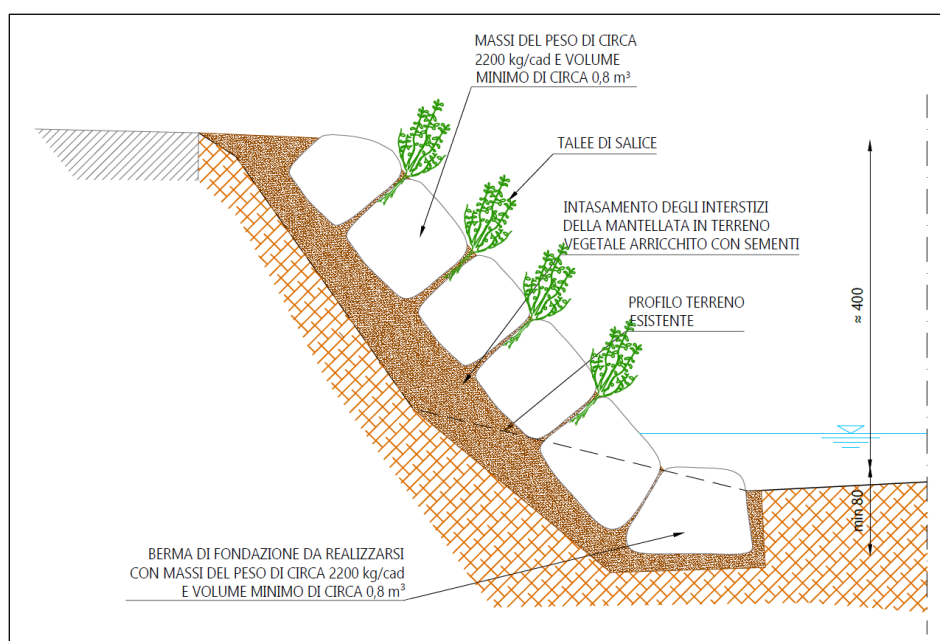 MASSI DEL PESO DI CIRCA
2200 kg/cad E VOLUME
MINIMO DI CIRCA 0,8 m³
TALEE DI SALICE
INTASAMENTO DEGLI INTERSTIZI
DELLA MANTELLATA IN TERRENO
VEGETALE ARRICCHITO CON SEMENTI
PROFILO TERRENO
ESISTENTE
≈ 400
min.80
BERMA DI FONDAZIONE DA REALIZZARSI
CON MASSI DEL PESO DI CIRCA 2200 kg/cad
E VOLUME MINIMO DI CIRCA 0,8 m³